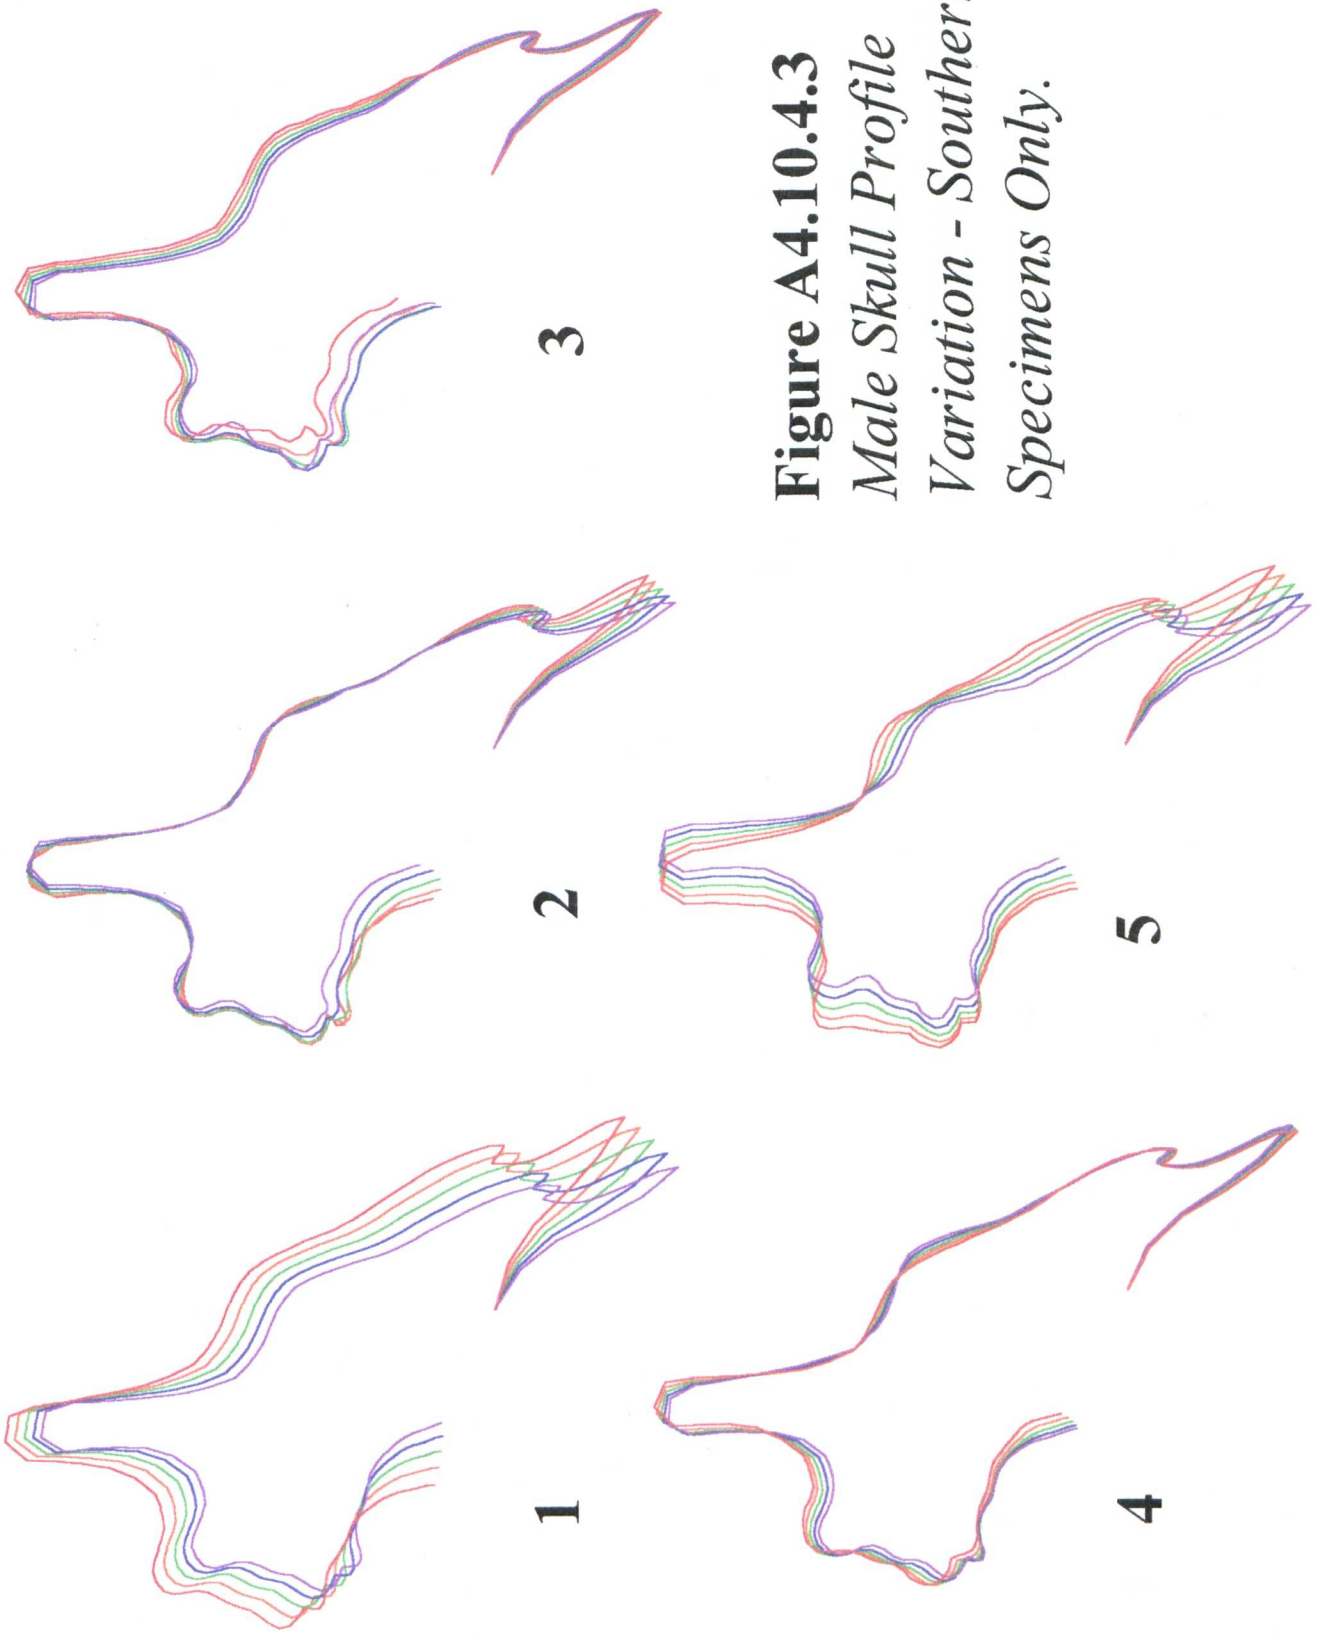 1
2
3
4
5
Figure A4.10.4.3
Male Skull Profile
Variation - Souther
Specimens Only.